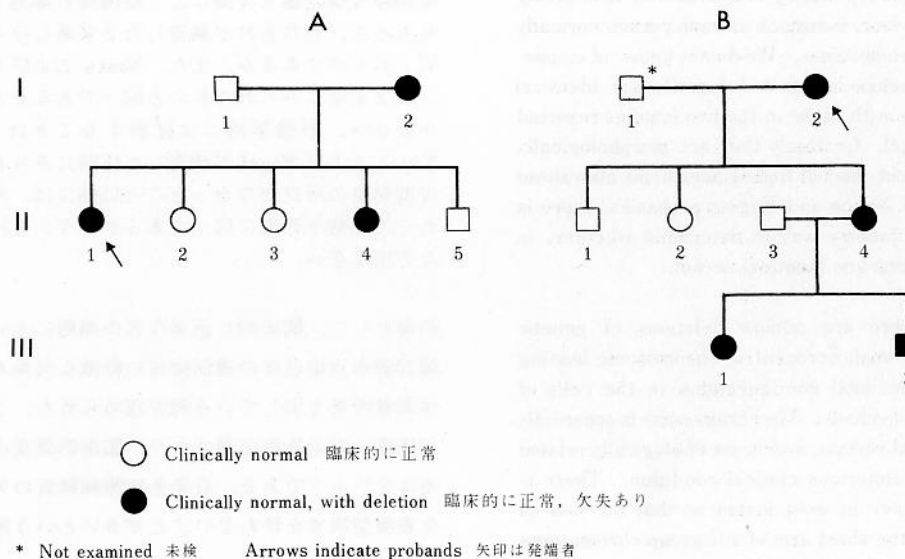 A B
I
1 2 * 1 2
II
1 2 3 4 5 1 2 3 4
III
1
Clinically normal 臨床的に正常
Clinically normal, with deletion 臨床的に正常，欠失あり
* Not examined 未検 Arrows indicate probands 矢印は発端者